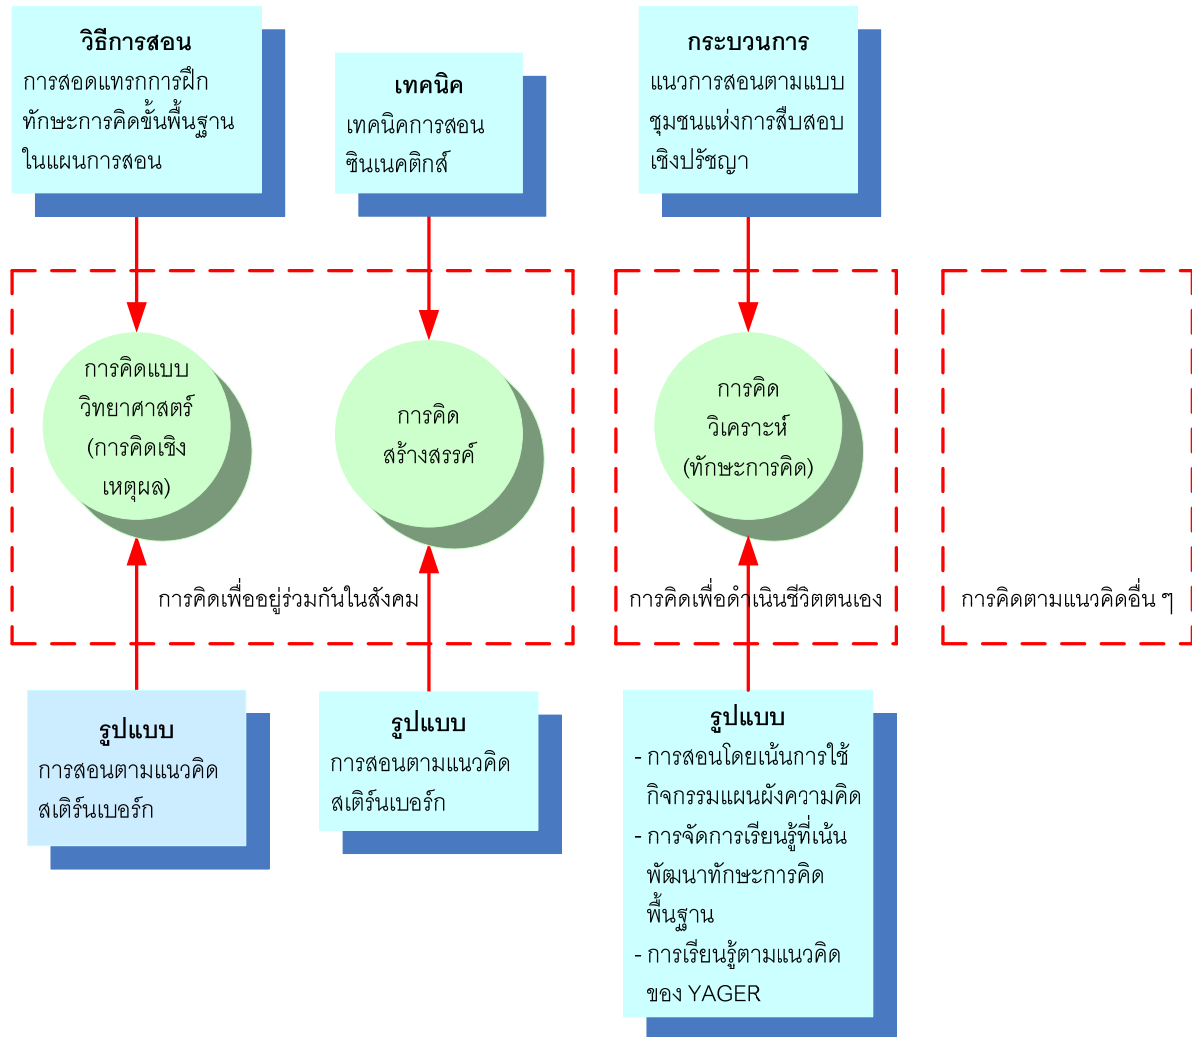 วิธีการสอน
การสอดแทรกการฝึก
ทักษะการคิดขั้นพื้นฐาน
ในแผนการสอน
เทคนิค
เทคนิคการสอน
ซินเนคติกส์
กระบวนการ
แนวการสอนตามแบบ
ชุมชนแห่งการสืบสอบ
เชิงปรัชญา
การคิดแบบ
วิทยาศาสตร์
(การคิดเชิง
เหตุผล)
การคิด
สร้างสรรค์
การคิด
วิเคราะห์
(ทักษะการคิด)
การคิดเพื่ออยู่ร่วมกันในสังคม
การคิดเพื่อดำเนินชีวิตตนเอง
การคิดตามแนวคิดอื่น ๆ
รูปแบบ
การสอนตามแนวคิด
สเติร์นเบอร์ก
รูปแบบ
การสอนตามแนวคิด
สเติร์นเบอร์ก
รูปแบบ
- การสอนโดยเน้นการใช้
กิจกรรมแผนผังความคิด
- การจัดการเรียนรู้ที่เน้น
พัฒนาทักษะการคิด
พื้นฐาน
- การเรียนรู้ตามแนวคิด
ของ YAGER